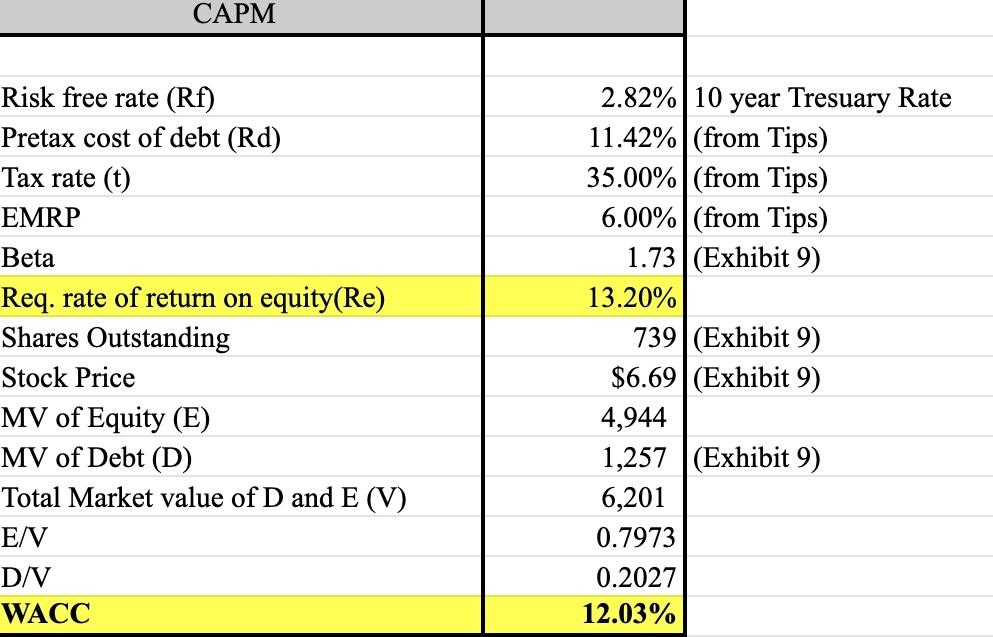 CAPM
Risk free rate (Rf) 2.82% 10 year Tresuary Rate
Pretax cost of debt (Rd) 11.42% (from Tips)
Tax rate (t) 35.00% (from Tips)
EMRP 6.00% (from Tips)
Beta 1.73 (Exhibit 9)
Req. rate of return on equity(Re) 13.20%
Shares Outstanding 739 (Exhibit 9)
Stock Price $6.69 (Exhibit 9)
MV of Equity (E) 4,944
MV of Debt (D) 1,257 (Exhibit 9)
Total Market value of D and E (V) 6,201
E/V 0.7973
D/V 0.2027
WACC 12.03%